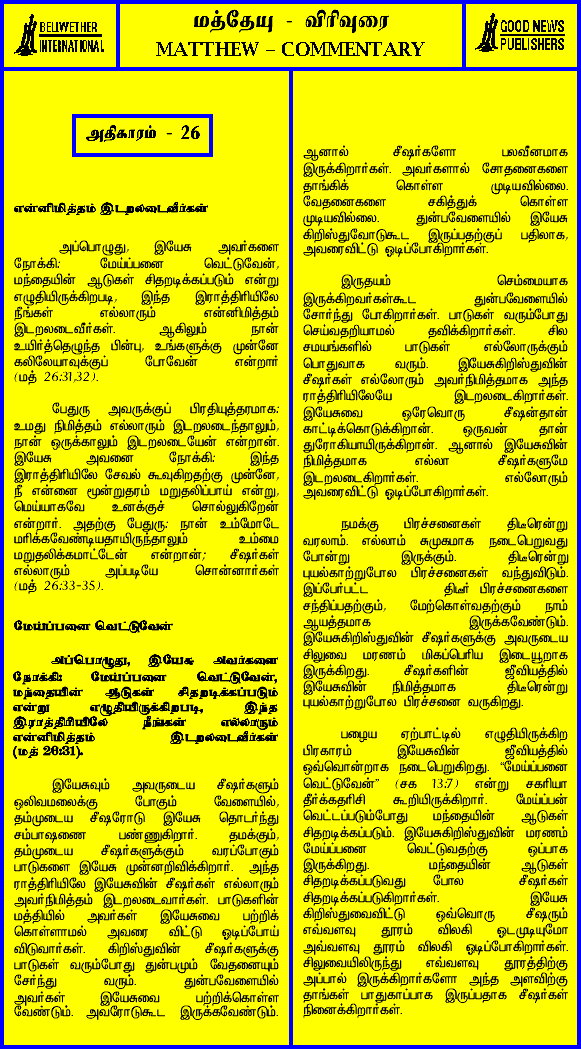 BELLWETHER
INTERNATIONAL
மத்தேயு - விரிவுரை
MATTHEW – COMMENTARY
GOOD NEWS
PUBLISHERS
அதிகாரம் - 26
என்னிமித்தம் இடறலடைவீர்கள்
அப்பொழுது, இயேசு அவர்களை
நோக்கி: மேய்ப்பனை வெட்டுவேன்,
மந்தையின் ஆடுகள் சிதறடிக்கப்படும் என்று
எழுதியிருக்கிறபடி, இந்த இராத்திரியிலே
நீங்கள் எல்லாரும் என்னிமித்தம்
இடறலடைவீர்கள். ஆகிலும் நான்
உயிர்த்தெழுந்த பின்பு, உங்களுக்கு முன்னே
கலிலேயாவுக்குப் போவேன் என்றார்
(மத் 26:31,32).
பேதுரு அவருக்குப் பிரதியுத்தரமாக:
உமது நிமித்தம் எல்லாரும் இடறலடைந்தாலும்,
நான் ஒருக்காலும் இடறலடையேன் என்றான்.
இயேசு அவனை நோக்கி: இந்த
இராத்திரியிலே சேவல் கூவுகிறதற்கு முன்னே,
நீ என்னை மூன்றுதரம் மறுதலிப்பாய் என்று,
மெய்யாகவே உனக்குச் சொல்லுகிறேன்
என்றார். அதற்கு பேதுரு: நான் உம்மோடே
மரிக்கவேண்டியதாயிருந்தாலும் உம்மை
மறுதலிக்கமாட்டேன் என்றான்; சீஷர்கள்
எல்லாரும் அப்படியே சொன்னார்கள்
(மத் 26:33-35).
மேய்ப்பனை வெட்டுவேன்
அப்பொழுது, இயேசு அவர்களை
நோக்கி: மேய்ப்பனை வெட்டுவேன்,
மந்தையின் ஆடுகள் சிதறடிக்கப்படும்
என்று எழுதியிருக்கிறபடி, இந்த
இராத்திரியிலே நீங்கள் எல்லாரும்
என்னிமித்தம் இடறலடைவீர்கள்
(மத் 26:31).
இயேசுவும் அவருடைய சீஷர்களும்
ஒலிவமலைக்கு போகும் வேளையில்,
தம்முடைய சீஷரோடு இயேசு தொடர்ந்து
சம்பாஷணை பண்ணுகிறார். தமக்கும்,
தம்முடைய சீஷர்களுக்கும் வரப்போகும்
பாடுகளை இயேசு முன்னறிவிக்கிறார். அந்த
ராத்திரியிலே இயேசுவின் சீஷர்கள் எல்லாரும்
அவர்நிமித்தம் இடறலடைவார்கள். பாடுகளின்
மத்தியில் அவர்கள் இயேசுவை பற்றிக்
கொள்ளாமல் அவரை விட்டு ஓடிப்போய்
விடுவார்கள். கிறிஸ்துவின் சீஷர்களுக்கு
பாடுகள் வரும்போது துன்பமும் வேதனையும்
சேர்ந்து வரும். துன்பவேளையில்
அவர்கள் இயேசுவை பற்றிக்கொள்ள
வேண்டும். அவரோடுகூட இருக்கவேண்டும்.
ஆனால் சீஷர்களோ பலவீனமாக
இருக்கிறார்கள். அவர்களால் சோதனைகளை
தாங்கிக் கொள்ள முடியவில்லை.
வேதனைகளை சகித்துக் கொள்ள
முடியவில்லை. துன்பவேளையில் இயேசு
கிறிஸ்துவோடுகூட இருப்பதற்குப் பதிலாக,
அவரைவிட்டு ஓடிப்போகிறார்கள்.
இருதயம் செம்மையாக
இருக்கிறவர்கள்கூட துன்பவேளையில்
சோர்ந்து போகிறார்கள். பாடுகள் வரும்போது
செய்வதறியாமல் தவிக்கிறார்கள். சில
சமயங்களில் பாடுகள் எல்லோருக்கும்
பொதுவாக வரும். இயேசுகிறிஸ்துவின்
சீஷர்கள் எல்லோரும் அவர்நிமித்தமாக அந்த
ராத்திரியிலேயே இடறலடைகிறார்கள்.
இயேசுவை ஒரேவொரு சீஷன்தான்
காட்டிக்கொடுக்கிறான். ஒருவன் தான்
துரோகியாயிருக்கிறான். ஆனால் இயேசுவின்
நிமித்தமாக எல்லா சீஷர்களுமே
இடறலடைகிறார்கள். எல்லோரும்
அவரைவிட்டு ஓடிப்போகிறார்கள்.
நமக்கு பிரச்சனைகள் திடீரென்று
வரலாம். எல்லாம் சுமுகமாக நடைபெறுவது
போன்று இருக்கும். திடீரென்று
புயல்காற்றுபோல பிரச்சனைகள் வந்துவிடும்.
இப்பேர்பட்ட திடீர் பிரச்சனைகளை
சந்திப்பதற்கும், மேற்கொள்வதற்கும் நாம்
ஆயத்தமாக இருக்கவேண்டும்.
இயேசுகிறிஸ்துவின் சீஷர்களுக்கு அவருடைய
சிலுவை மரணம் மிகப்பெரிய இடையூறாக
இருக்கிறது. சீஷர்களின் ஜீவியத்தில்
இயேசுவின் நிமித்தமாக திடீரென்று
புயல்காற்றுபோல பிரச்சனை வருகிறது.
பழைய ஏற்பாட்டில் எழுதியிருக்கிற
பிரகாரம் இயேசுவின் ஜீவியத்தில்
ஒவ்வொன்றாக நடைபெறுகிறது. “மேய்ப்பனை
வெட்டுவேன்” (சக 13:7) என்று சகரியா
தீர்க்கதரிசி கூறியிருக்கிறார். மேய்ப்பன்
வெட்டப்படும்போது மந்தையின் ஆடுகள்
சிதறடிக்கப்படும். இயேசுகிறிஸ்துவின் மரணம்
மேய்ப்பனை வெட்டுவதற்கு ஒப்பாக
இருக்கிறது. மந்தையின் ஆடுகள்
சிதறடிக்கப்படுவது போல சீஷர்கள்
சிதறடிக்கப்படுகிறார்கள். இயேசு
கிறிஸ்துவைவிட்டு ஒவ்வொரு சீஷரும்
எவ்வளவு தூரம் விலகி ஓடமுடியுமோ
அவ்வளவு தூரம் விலகி ஓடிப்போகிறார்கள்.
சிலுவையிலிருந்து எவ்வளவு தூரத்திற்கு
அப்பால் இருக்கிறார்களோ அந்த அளவிற்கு
தாங்கள் பாதுகாப்பாக இருப்பதாக சீஷர்கள்
நினைக்கிறார்கள்.